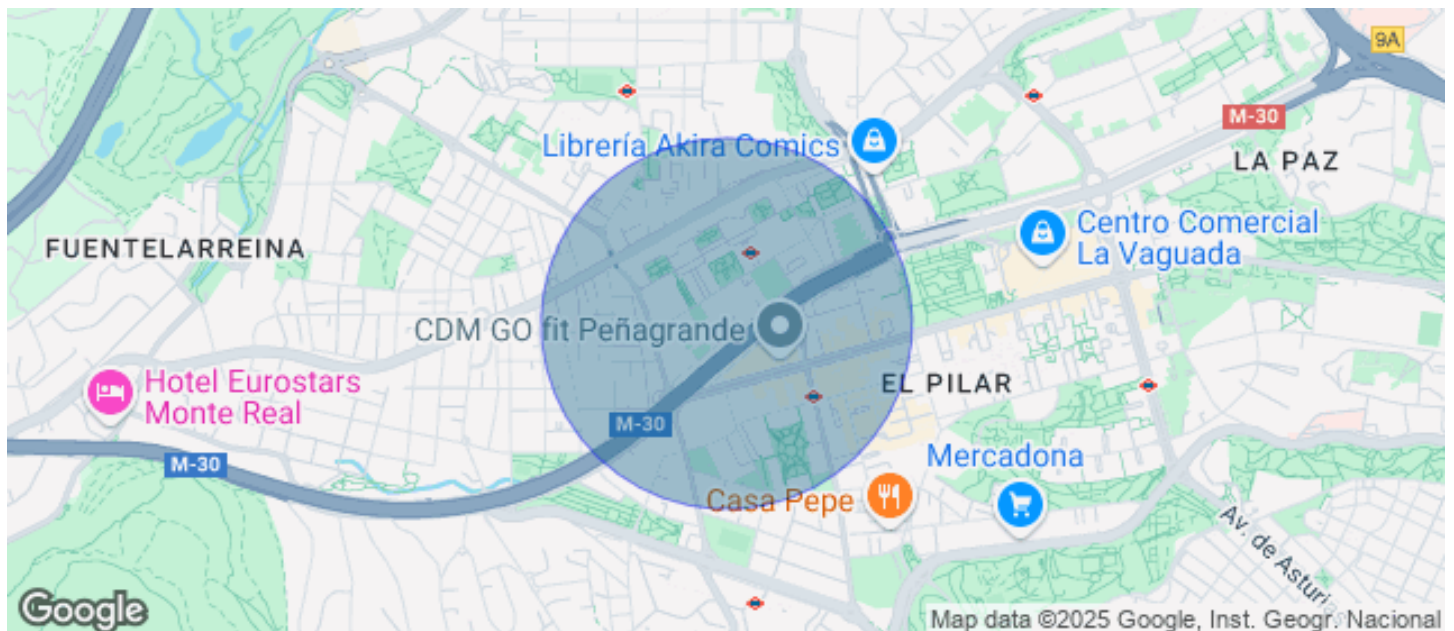 9A
M-30
Librería Akira Comics
LA PAZ
Centro Comercial
La Vaguada
FUENTELARREINA
CDM GO fit Peñagrande
EL PILAR
Hotel Eurostars
Monte Real
M-30
M-30
Mercadona
Casa Pepe
Av. de Asturias
Google
Map data ©2025 Google, Inst. Geogr. Nacional